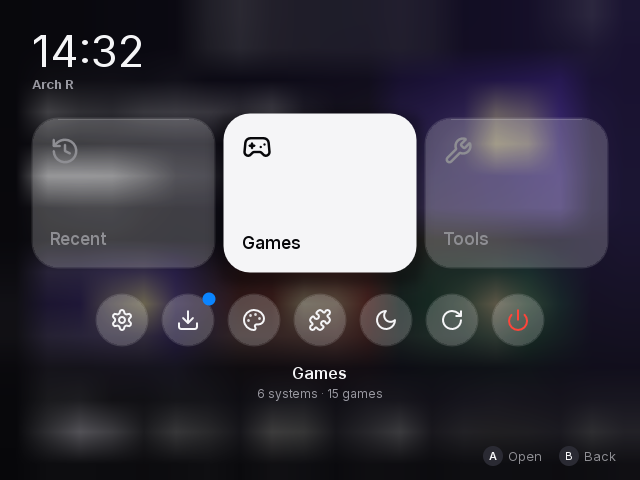 14:32
Arch R
Recent
Games
Tools
Games
6 systems · 15 games
A Open B Back